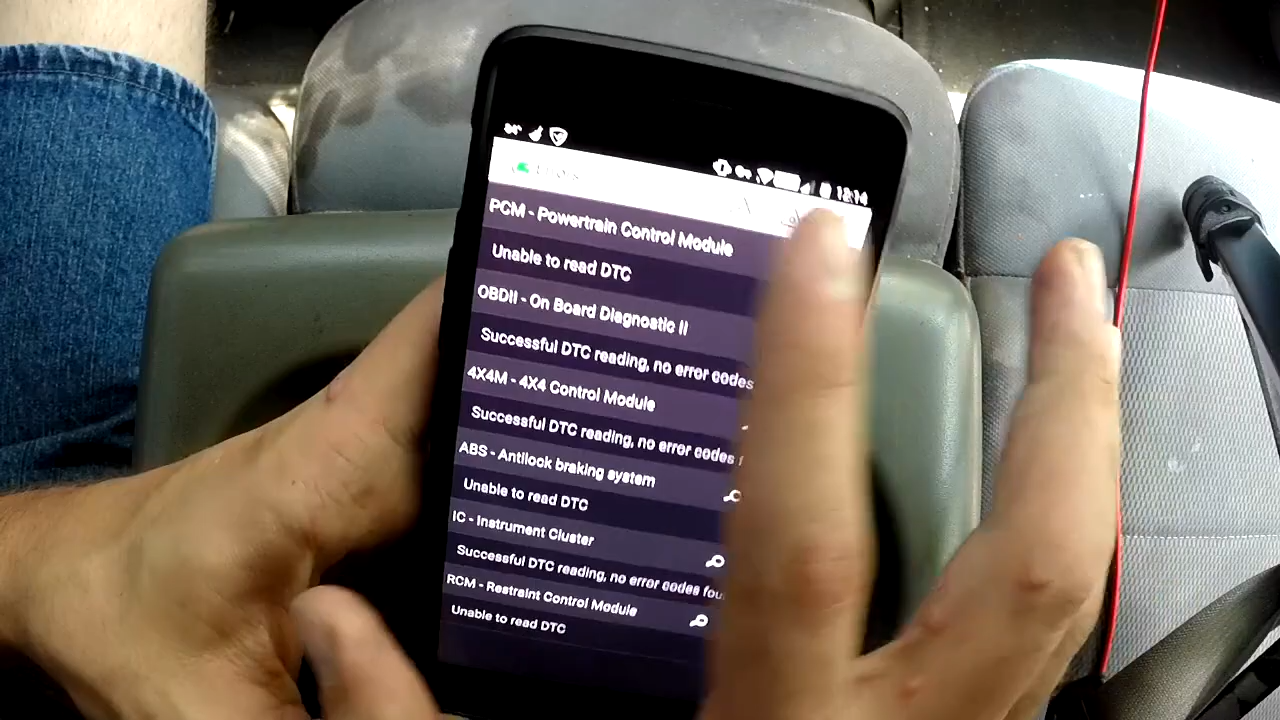 12:14
PCM - Powertrain Control Module
Unable to read DTC
OBDII - On Board Diagnostic II
Successful DTC reading, no error codes
4X4M - 4X4 Control Module
Successful DTC reading, no error codes f
ABS - Antilock braking system
Unable to read DTC
IC - Instrument Cluster
Successful DTC reading, no error codes fou
RCM - Restraint Control Module
Unable to read DTC